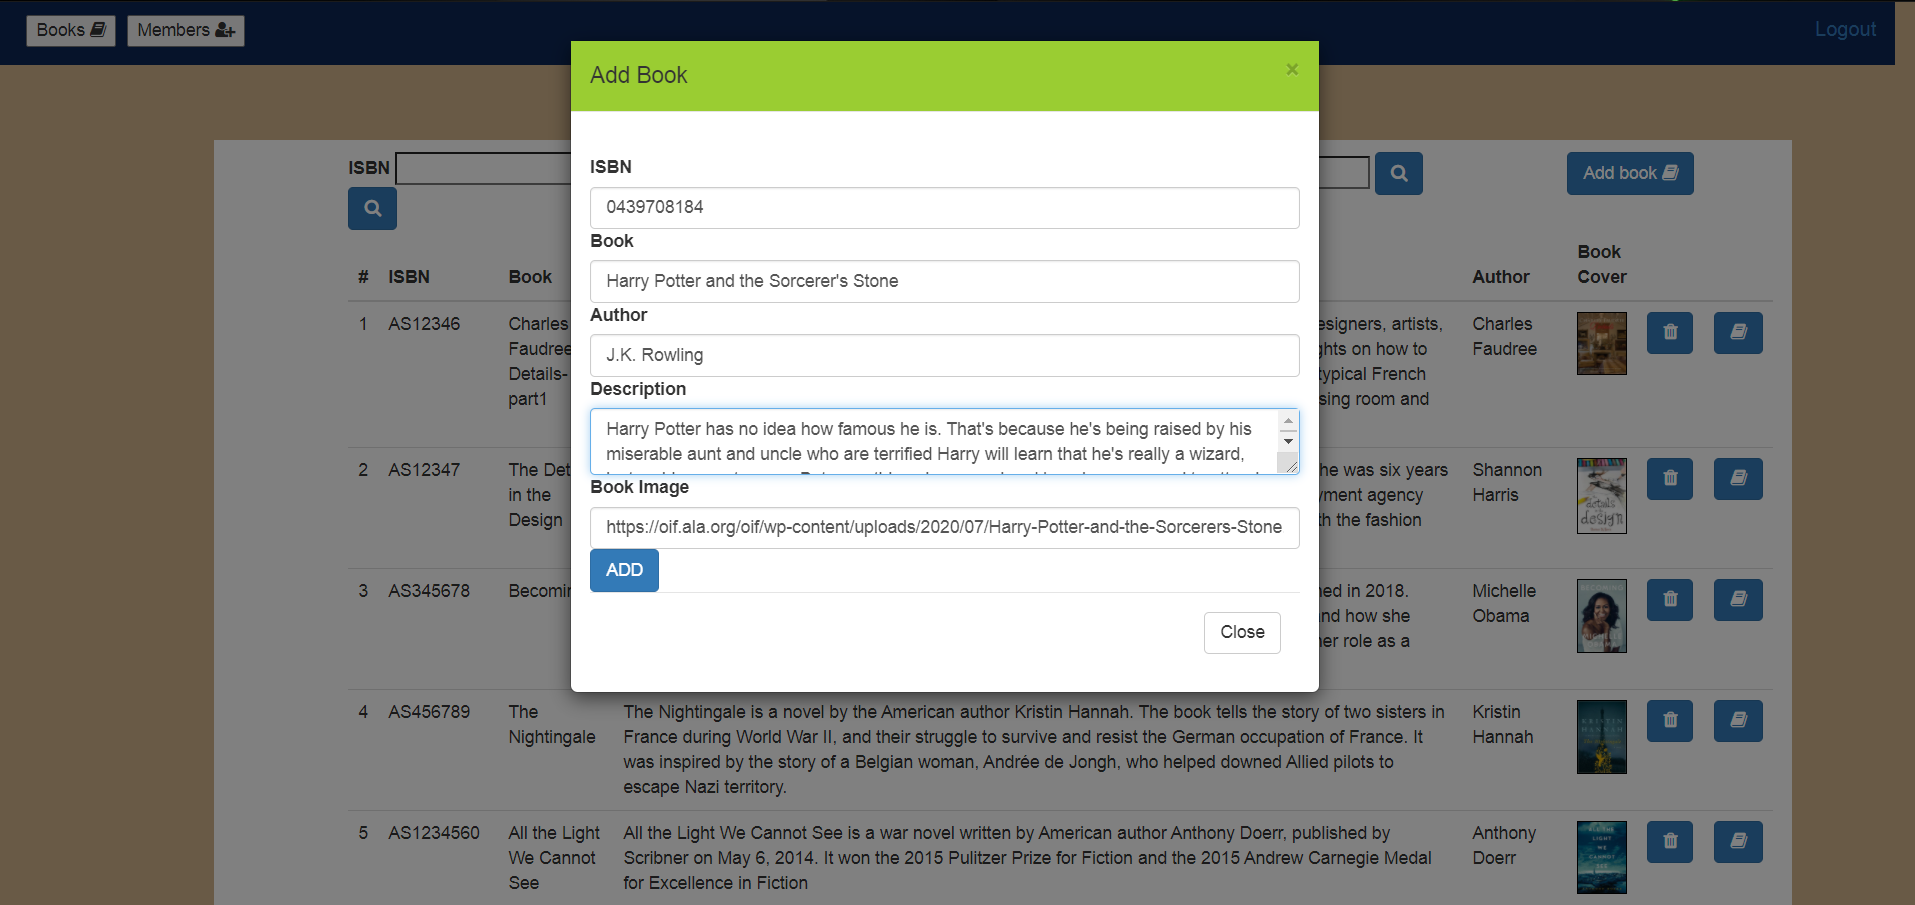 Books Members Logout
Add Book ×
ISBN
Add book
ISBN
0439708184
Book
Harry Potter and the Sorcerer's Stone
Author
J.K. Rowling
Description
Harry Potter has no idea how famous he is. That's because he's being raised by his
miserable aunt and uncle who are terrified Harry will learn that he's really a wizard,
Book Image
https://oif.ala.org/oif/wp-content/uploads/2020/07/Harry-Potter-and-the-Sorcerers-Stone
ADD
Close
# ISBN Book Author Book
Cover
1 AS12346 Charles esigners, artists, Charles
Faudree ghts on how to Faudree
Details- typical French
part1 sing room and
2 AS12347 The Det he was six years Shannon
in the yment agency Harris
Design th the fashion
3 AS345678 Becomin ned in 2018. Michelle
and how she Obama
her role as a
BECOMING
4 AS456789 The The Nightingale is a novel by the American author Kristin Hannah. The book tells the story of two sisters in Kristin
Nightingale France during World War II, and their struggle to survive and resist the German occupation of France. It Hannah
was inspired by the story of a Belgian woman, Andrée de Jongh, who helped downed Allied pilots to
escape Nazi territory.
KRISTIN
HANNAH
5 AS1234560 All the Light All the Light We Cannot See is a war novel written by American author Anthony Doerr, published by Anthony
We Cannot Scribner on May 6, 2014. It won the 2015 Pulitzer Prize for Fiction and the 2015 Andrew Carnegie Medal Doerr
See for Excellence in Fiction